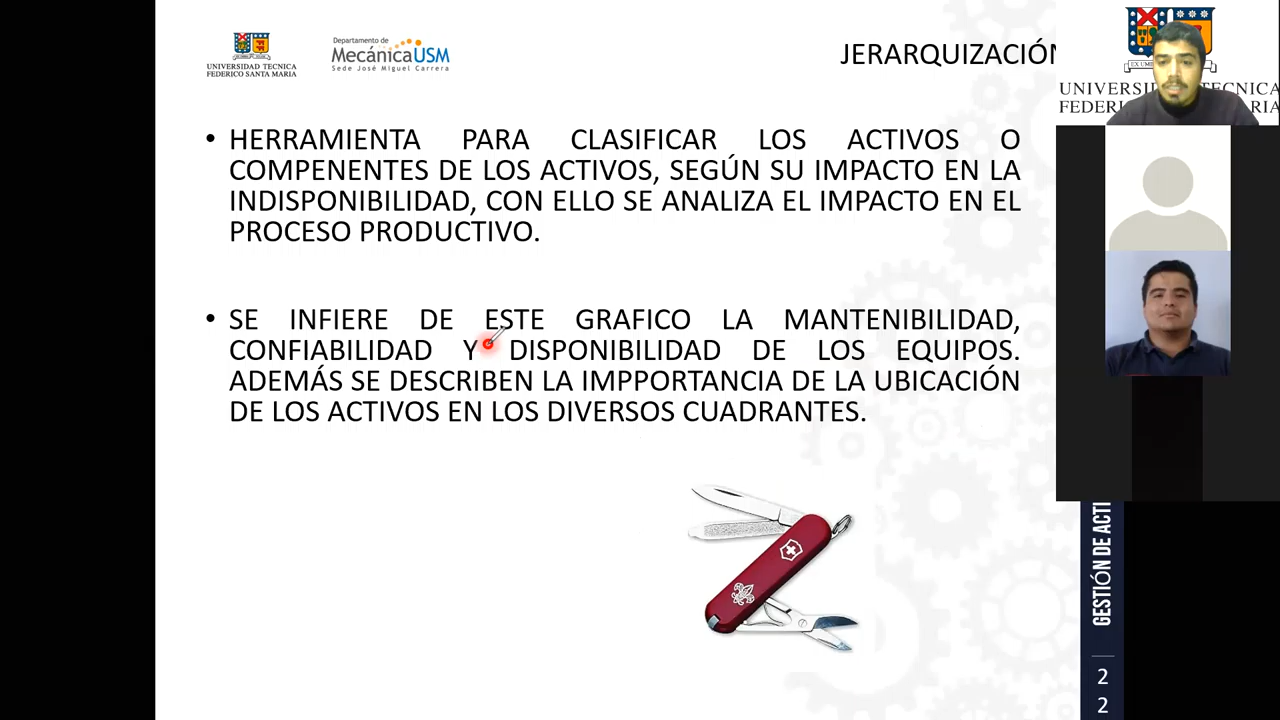 UNIVERSIDAD TECNICA
FEDERICO SANTA MARIA
Departamento de
MecánicaUSM
Sede José Miguel Carrera
JERARQUIZACIÓN
• HERRAMIENTA PARA CLASIFICAR LOS ACTIVOS O
COMPENENTES DE LOS ACTIVOS, SEGÚN SU IMPACTO EN LA
INDISPONIBILIDAD, CON ELLO SE ANALIZA EL IMPACTO EN EL
PROCESO PRODUCTIVO.
• SE INFIERE DE ESTE GRAFICO LA MANTENIBILIDAD,
CONFIABILIDAD Y DISPONIBILIDAD DE LOS EQUIPOS.
ADEMÁS SE DESCRIBEN LA IMPPORTANCIA DE LA UBICACIÓN
DE LOS ACTIVOS EN LOS DIVERSOS CUADRANTES.
GESTIÓN DE ACTI
2
2